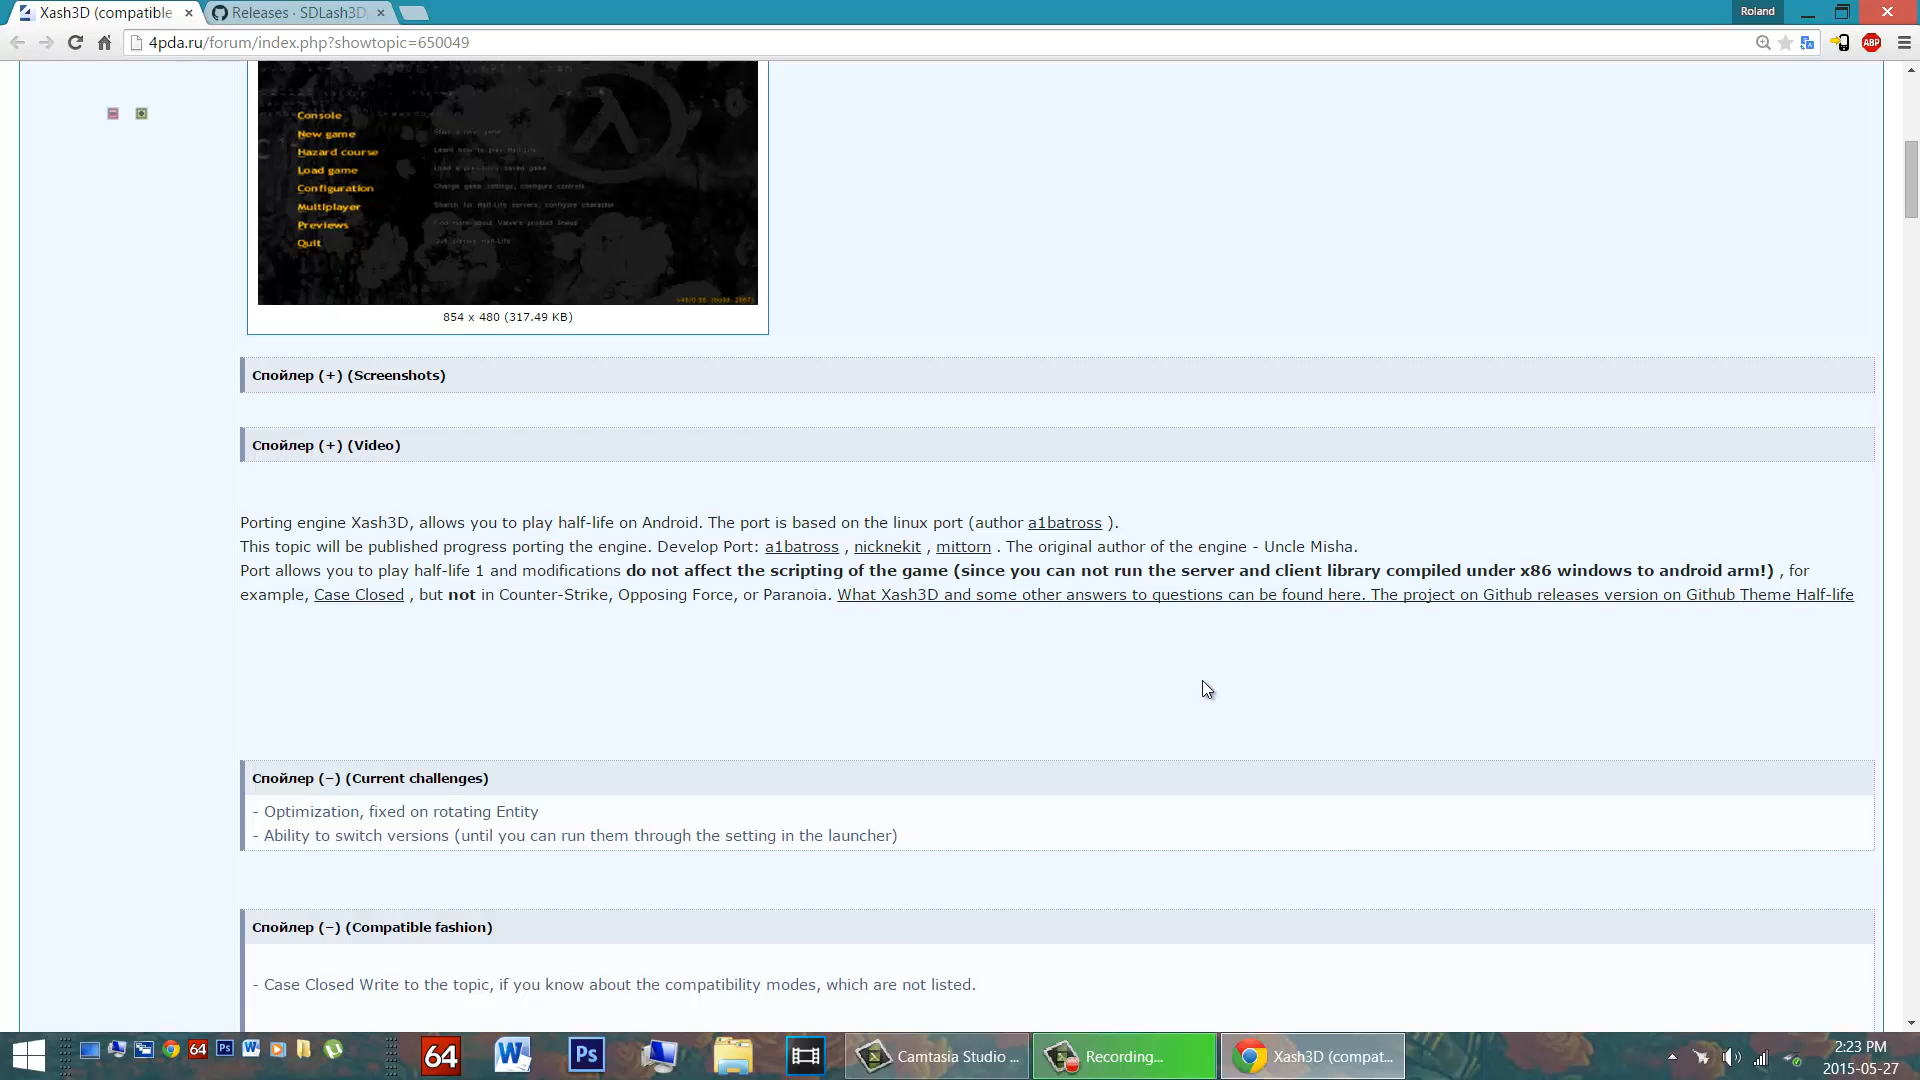 Xash3D (compatible
Releases · SDLash3D
Roland
4pda.ru/forum/index.php?showtopic=650049
ABP
Console
New game
Hazard course
Load game
Configuration
Multiplayer
Previews
Quit
854 x 480 (317.49 KB)
Спойлер (+) (Screenshots)
Спойлер (+) (Video)
Porting engine Xash3D, allows you to play half-life on Android. The port is based on the linux port (author a1batross ).
This topic will be published progress porting the engine. Develop Port: a1batross , nicknekit , mittorn . The original author of the engine - Uncle Misha.
Port allows you to play half-life 1 and modifications do not affect the scripting of the game (since you can not run the server and client library compiled under x86 windows to android arm!) , for
example, Case Closed , but not in Counter-Strike, Opposing Force, or Paranoia. What Xash3D and some other answers to questions can be found here. The project on Github releases version on Github Theme Half-life
Спойлер (−) (Current challenges)
- Optimization, fixed on rotating Entity
- Ability to switch versions (until you can run them through the setting in the launcher)
Спойлер (−) (Compatible fashion)
- Case Closed Write to the topic, if you know about the compatibility modes, which are not listed.
64
Ps
W
64
W
Ps
Camtasia Studio ...
Recording...
Xash3D (compat...
2:23 PM
2015-05-27